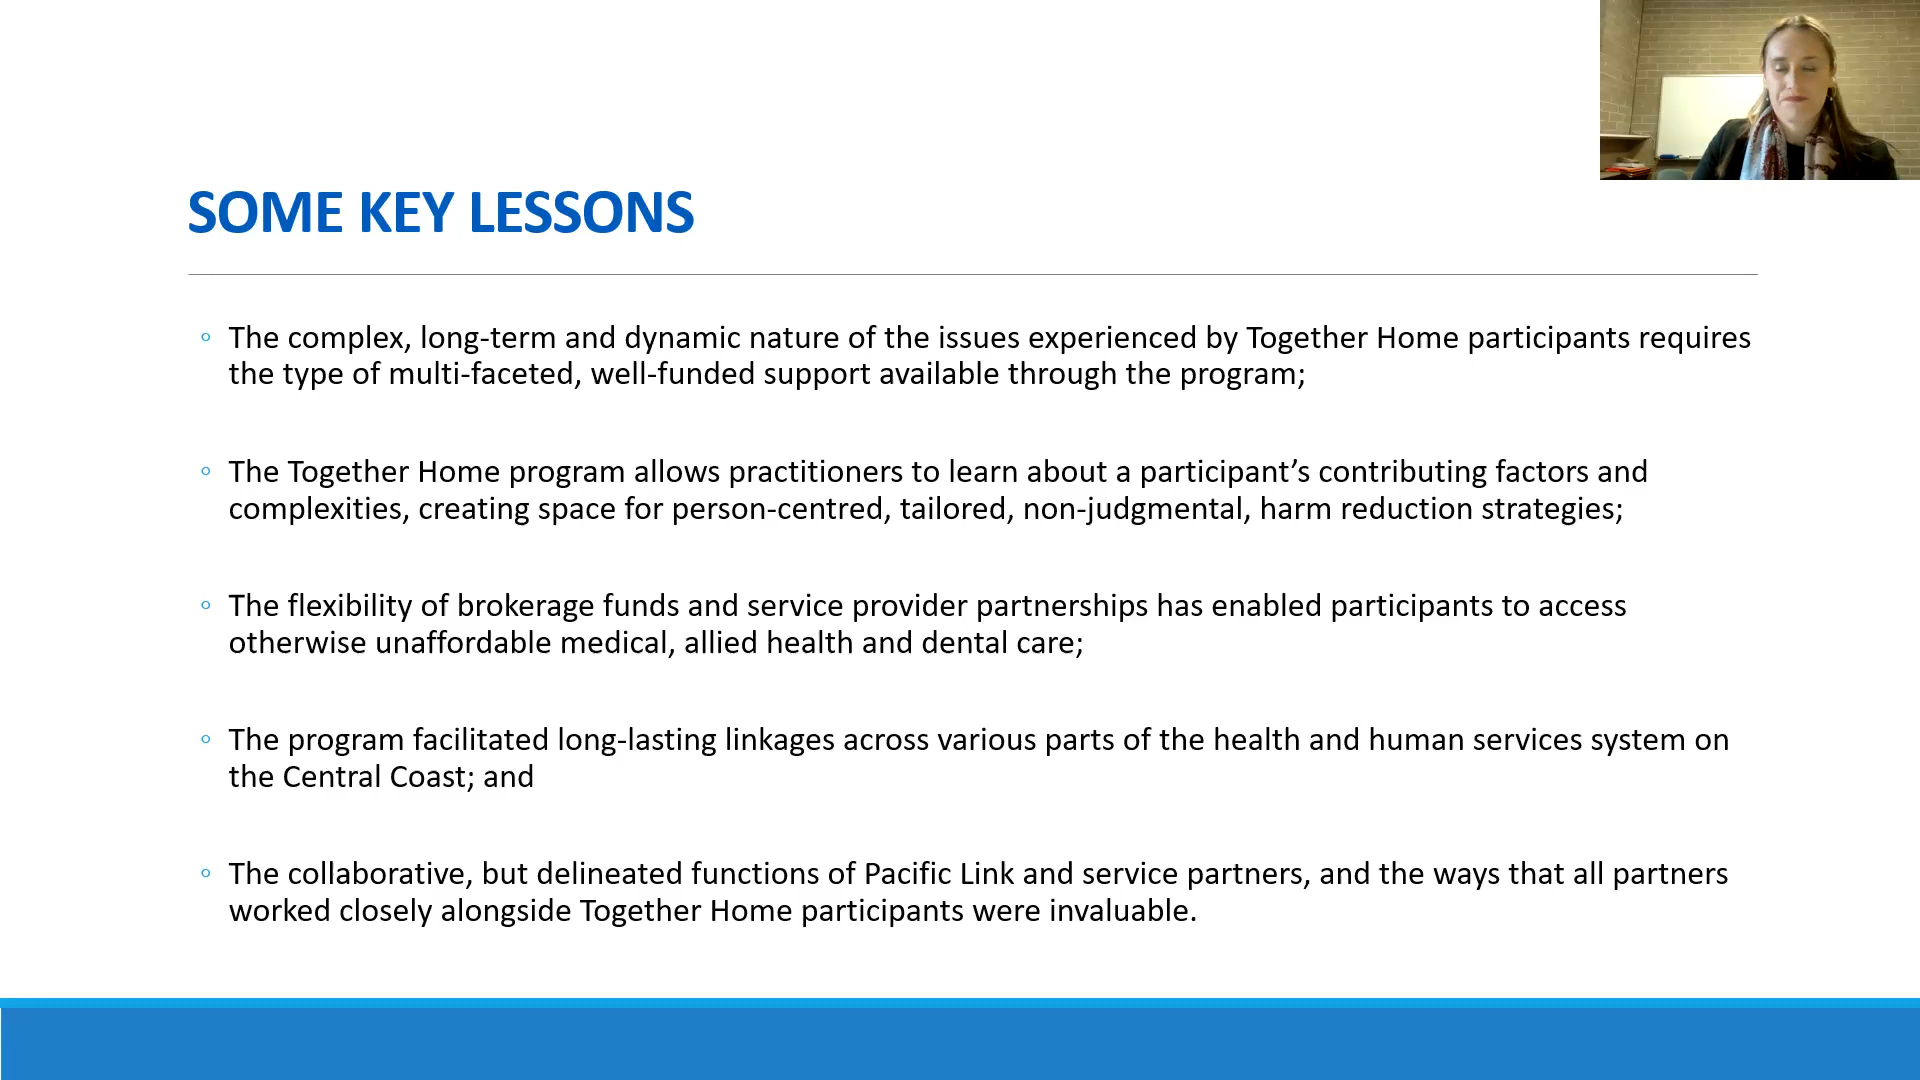 SOME KEY LESSONS
◦ The complex, long-term and dynamic nature of the issues experienced by Together Home participants requires
the type of multi-faceted, well-funded support available through the program;
◦ The Together Home program allows practitioners to learn about a participant’s contributing factors and
complexities, creating space for person-centred, tailored, non-judgmental, harm reduction strategies;
◦ The flexibility of brokerage funds and service provider partnerships has enabled participants to access
otherwise unaffordable medical, allied health and dental care;
◦ The program facilitated long-lasting linkages across various parts of the health and human services system on
the Central Coast; and
◦ The collaborative, but delineated functions of Pacific Link and service partners, and the ways that all partners
worked closely alongside Together Home participants were invaluable.